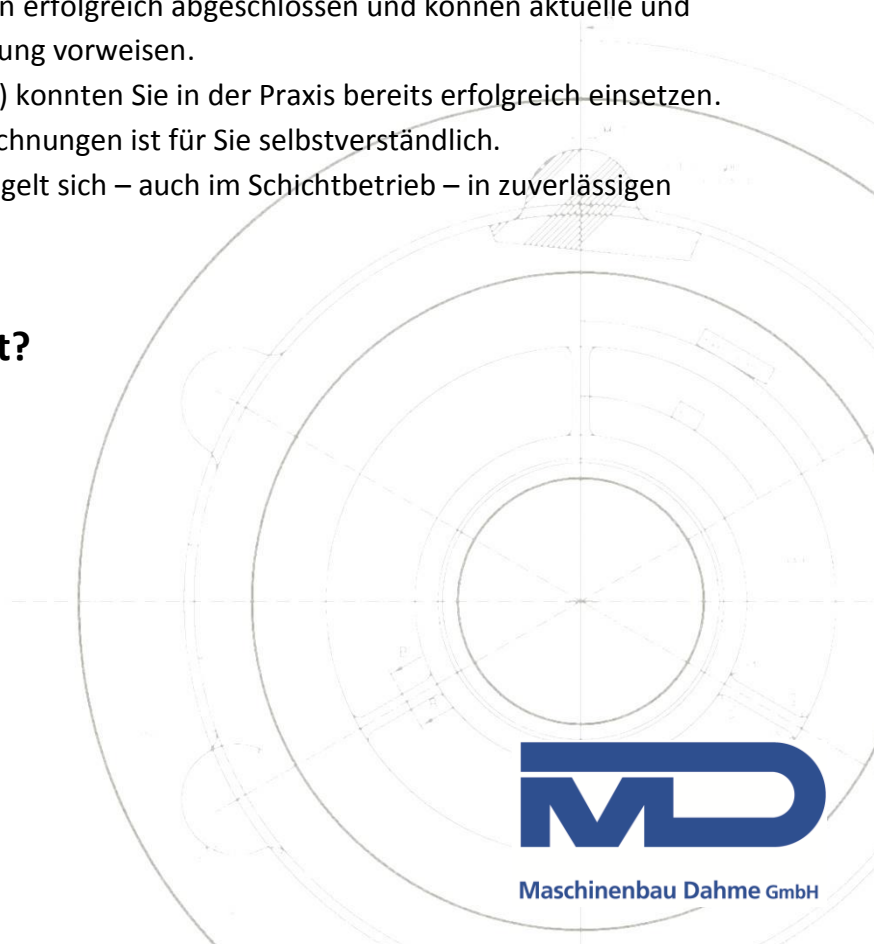 n erfolgreich abgeschlossen und können aktuelle und
ung vorweisen.
) konnten Sie in der Praxis bereits erfolgreich einsetzen.
chnungen ist für Sie selbstverständlich.
gelt sich – auch im Schichtbetrieb – in zuverlässigen
t?
MD
Maschinenbau Dahme GmbH